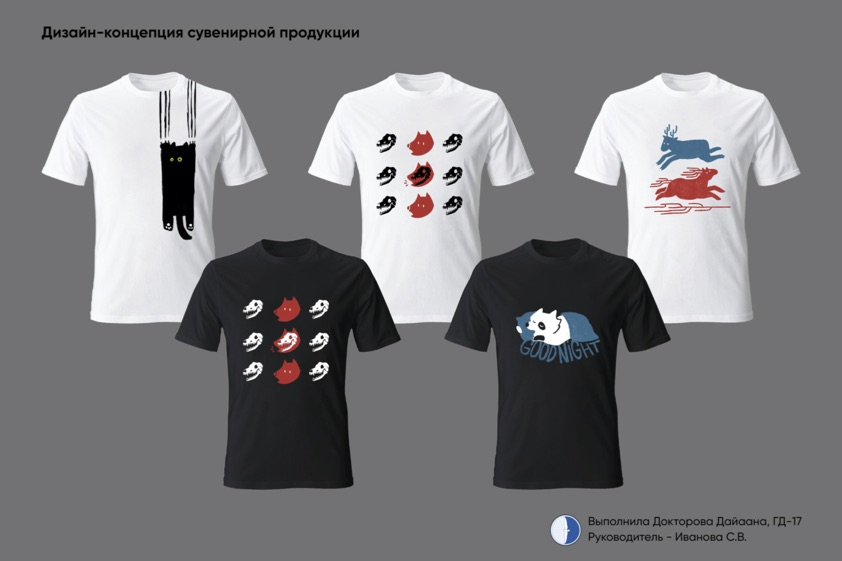 Дизайн-концепция сувенирной продукции
GOOD NIGHT
Выполнила Докторова Дайаана, ГД-17
Руководитель - Иванова С.В.